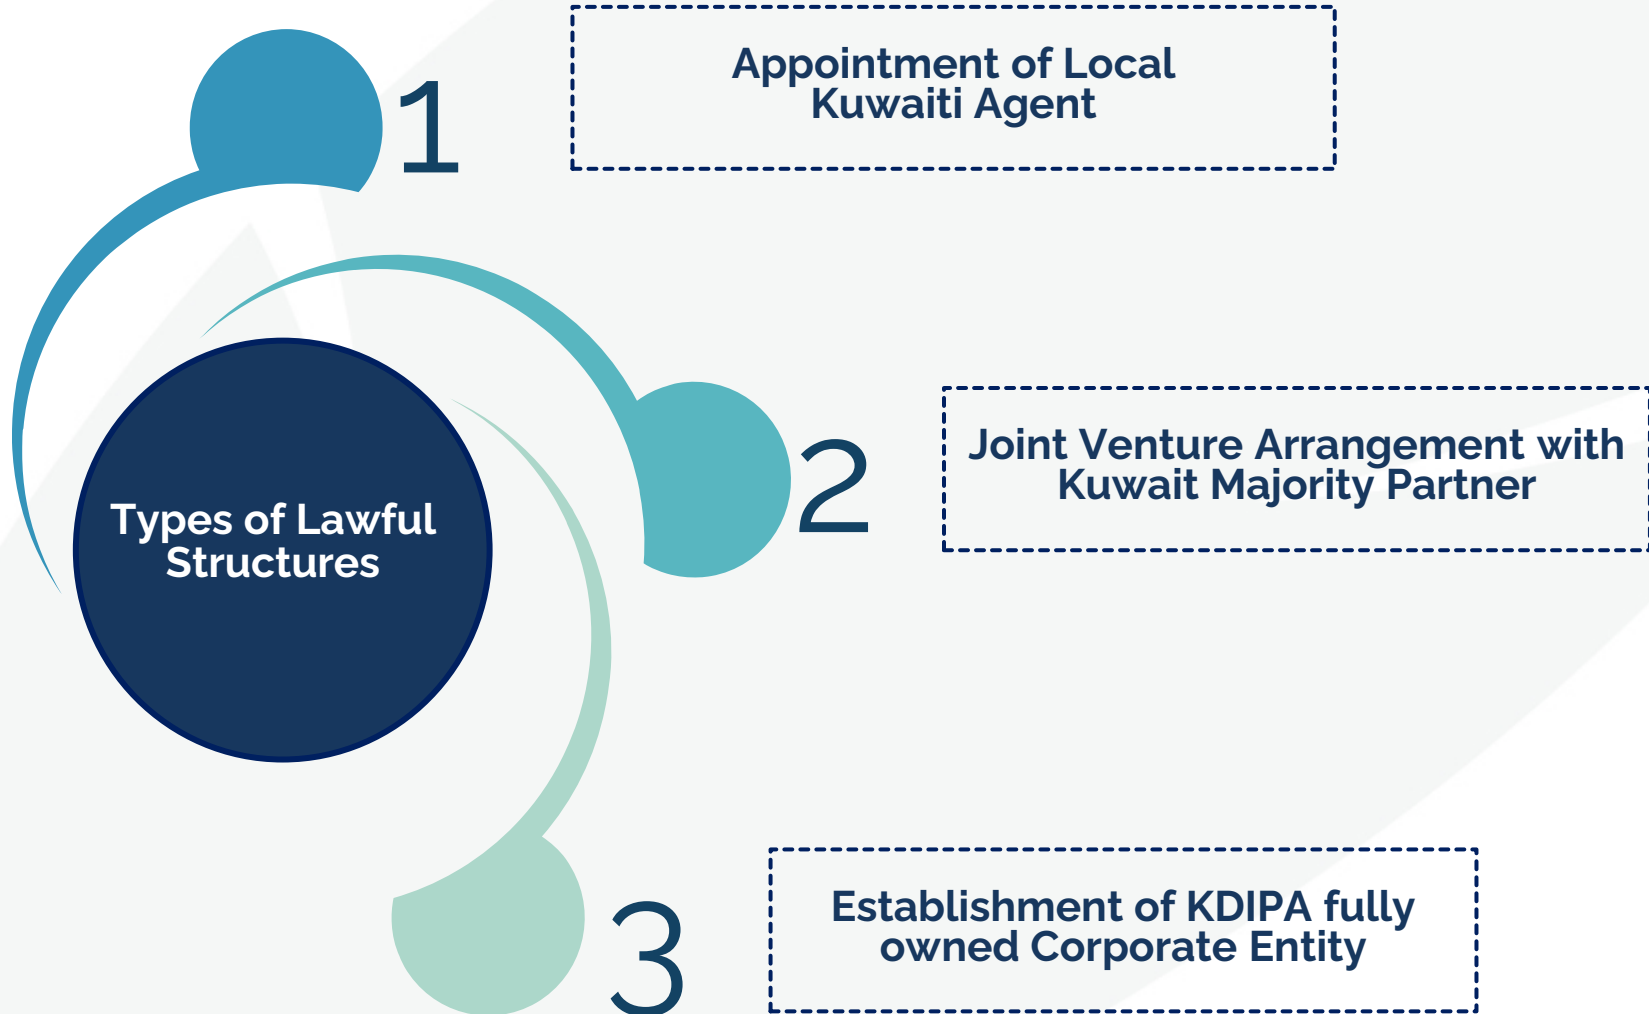 1
Appointment of Local
Kuwaiti Agent
Types of Lawful
Structures
2
Joint Venture Arrangement with
Kuwait Majority Partner
3
Establishment of KDIPA fully
owned Corporate Entity